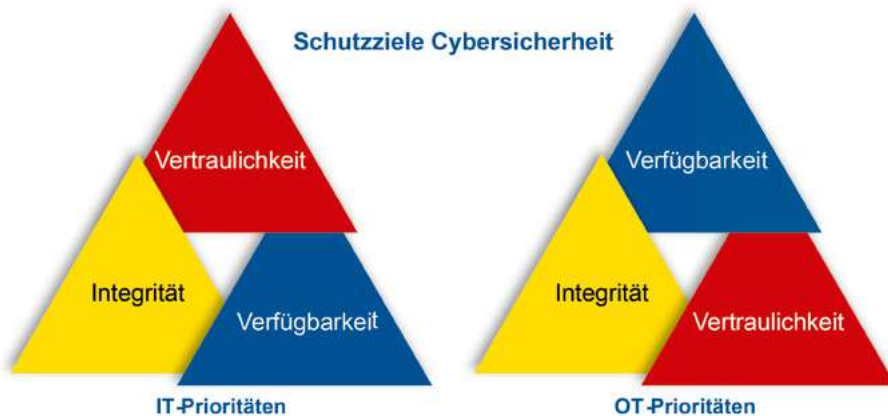 Schutzziele Cybersicherheit
Vertraulichkeit
Integrität
Verfügbarkeit
IT-Prioritäten
Verfügbarkeit
Integrität
Vertraulichkeit
OT-Prioritäten